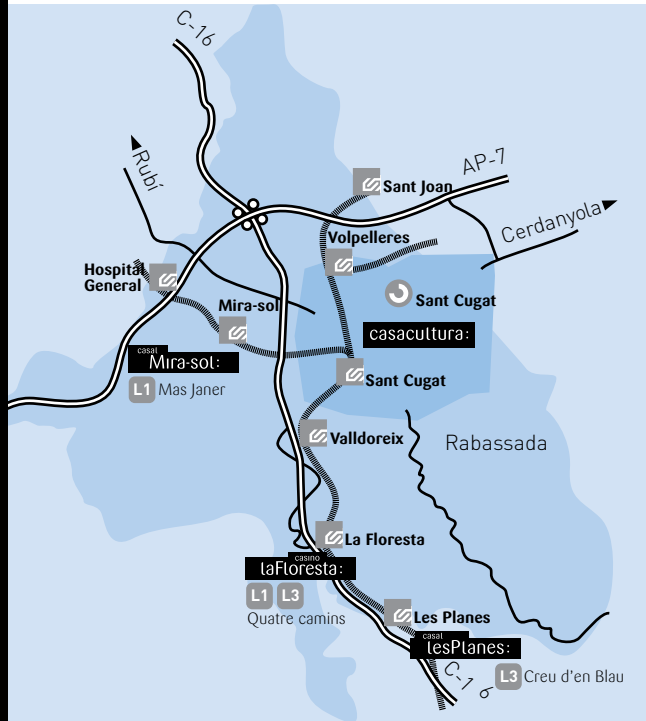 C-16
Rubí
AP-7
Sant Joan
Cerdanyola
Volpelleres
Hospital
General
Sant Cugat
Mira-sol
casacultura:
casal
Mıra-sol:
Sant Cugat
L1 Mas Janer
Valldoreix
Rabassada
La Floresta
casino
laFloresta:
L1 L3
Quatre camins
Les Planes
casal
lesPlanes:
C-16
L3 Creu d'en Blau